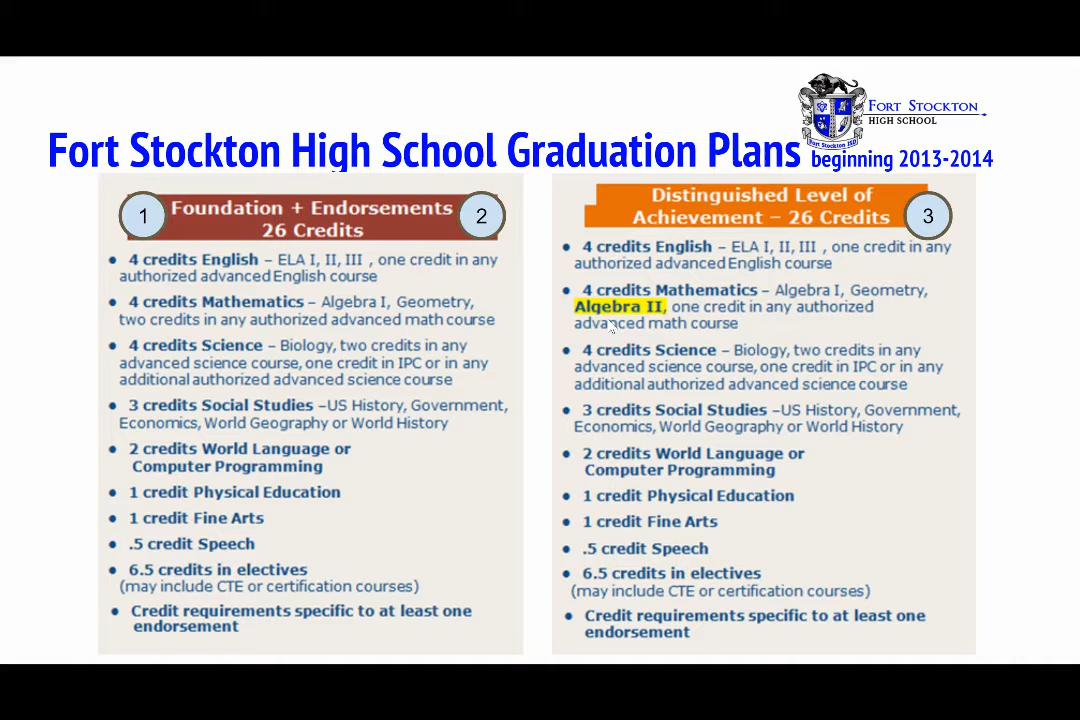 FORT STOCKTON
HIGH SCHOOL
Fort Stockton ISD
Fort Stockton High School Graduation Plans beginning 2013-2014
1
Foundation + Endorsements
26 Credits
2
• 4 credits English – ELA I, II, III , one credit in any
authorized advanced English course
• 4 credits Mathematics – Algebra I, Geometry,
two credits in any authorized advanced math course
• 4 credits Science – Biology, two credits in any
advanced science course, one credit in IPC or in any
additional authorized advanced science course
• 3 credits Social Studies –US History, Government,
Economics, World Geography or World History
• 2 credits World Language or
Computer Programming
• 1 credit Physical Education
• 1 credit Fine Arts
• .5 credit Speech
• 6.5 credits in electives
(may include CTE or certification courses)
• Credit requirements specific to at least one
endorsement
Distinguished Level of
Achievement – 26 Credits
3
• 4 credits English – ELA I, II, III , one credit in any
authorized advanced English course
• 4 credits Mathematics – Algebra I, Geometry,
Algebra II, one credit in any authorized
advanced math course
• 4 credits Science – Biology, two credits in any
advanced science course, one credit in IPC or in any
additional authorized advanced science course
• 3 credits Social Studies –US History, Government,
Economics, World Geography or World History
• 2 credits World Language or
Computer Programming
• 1 credit Physical Education
• 1 credit Fine Arts
• .5 credit Speech
• 6.5 credits in electives
(may include CTE or certification courses)
• Credit requirements specific to at least one
endorsement